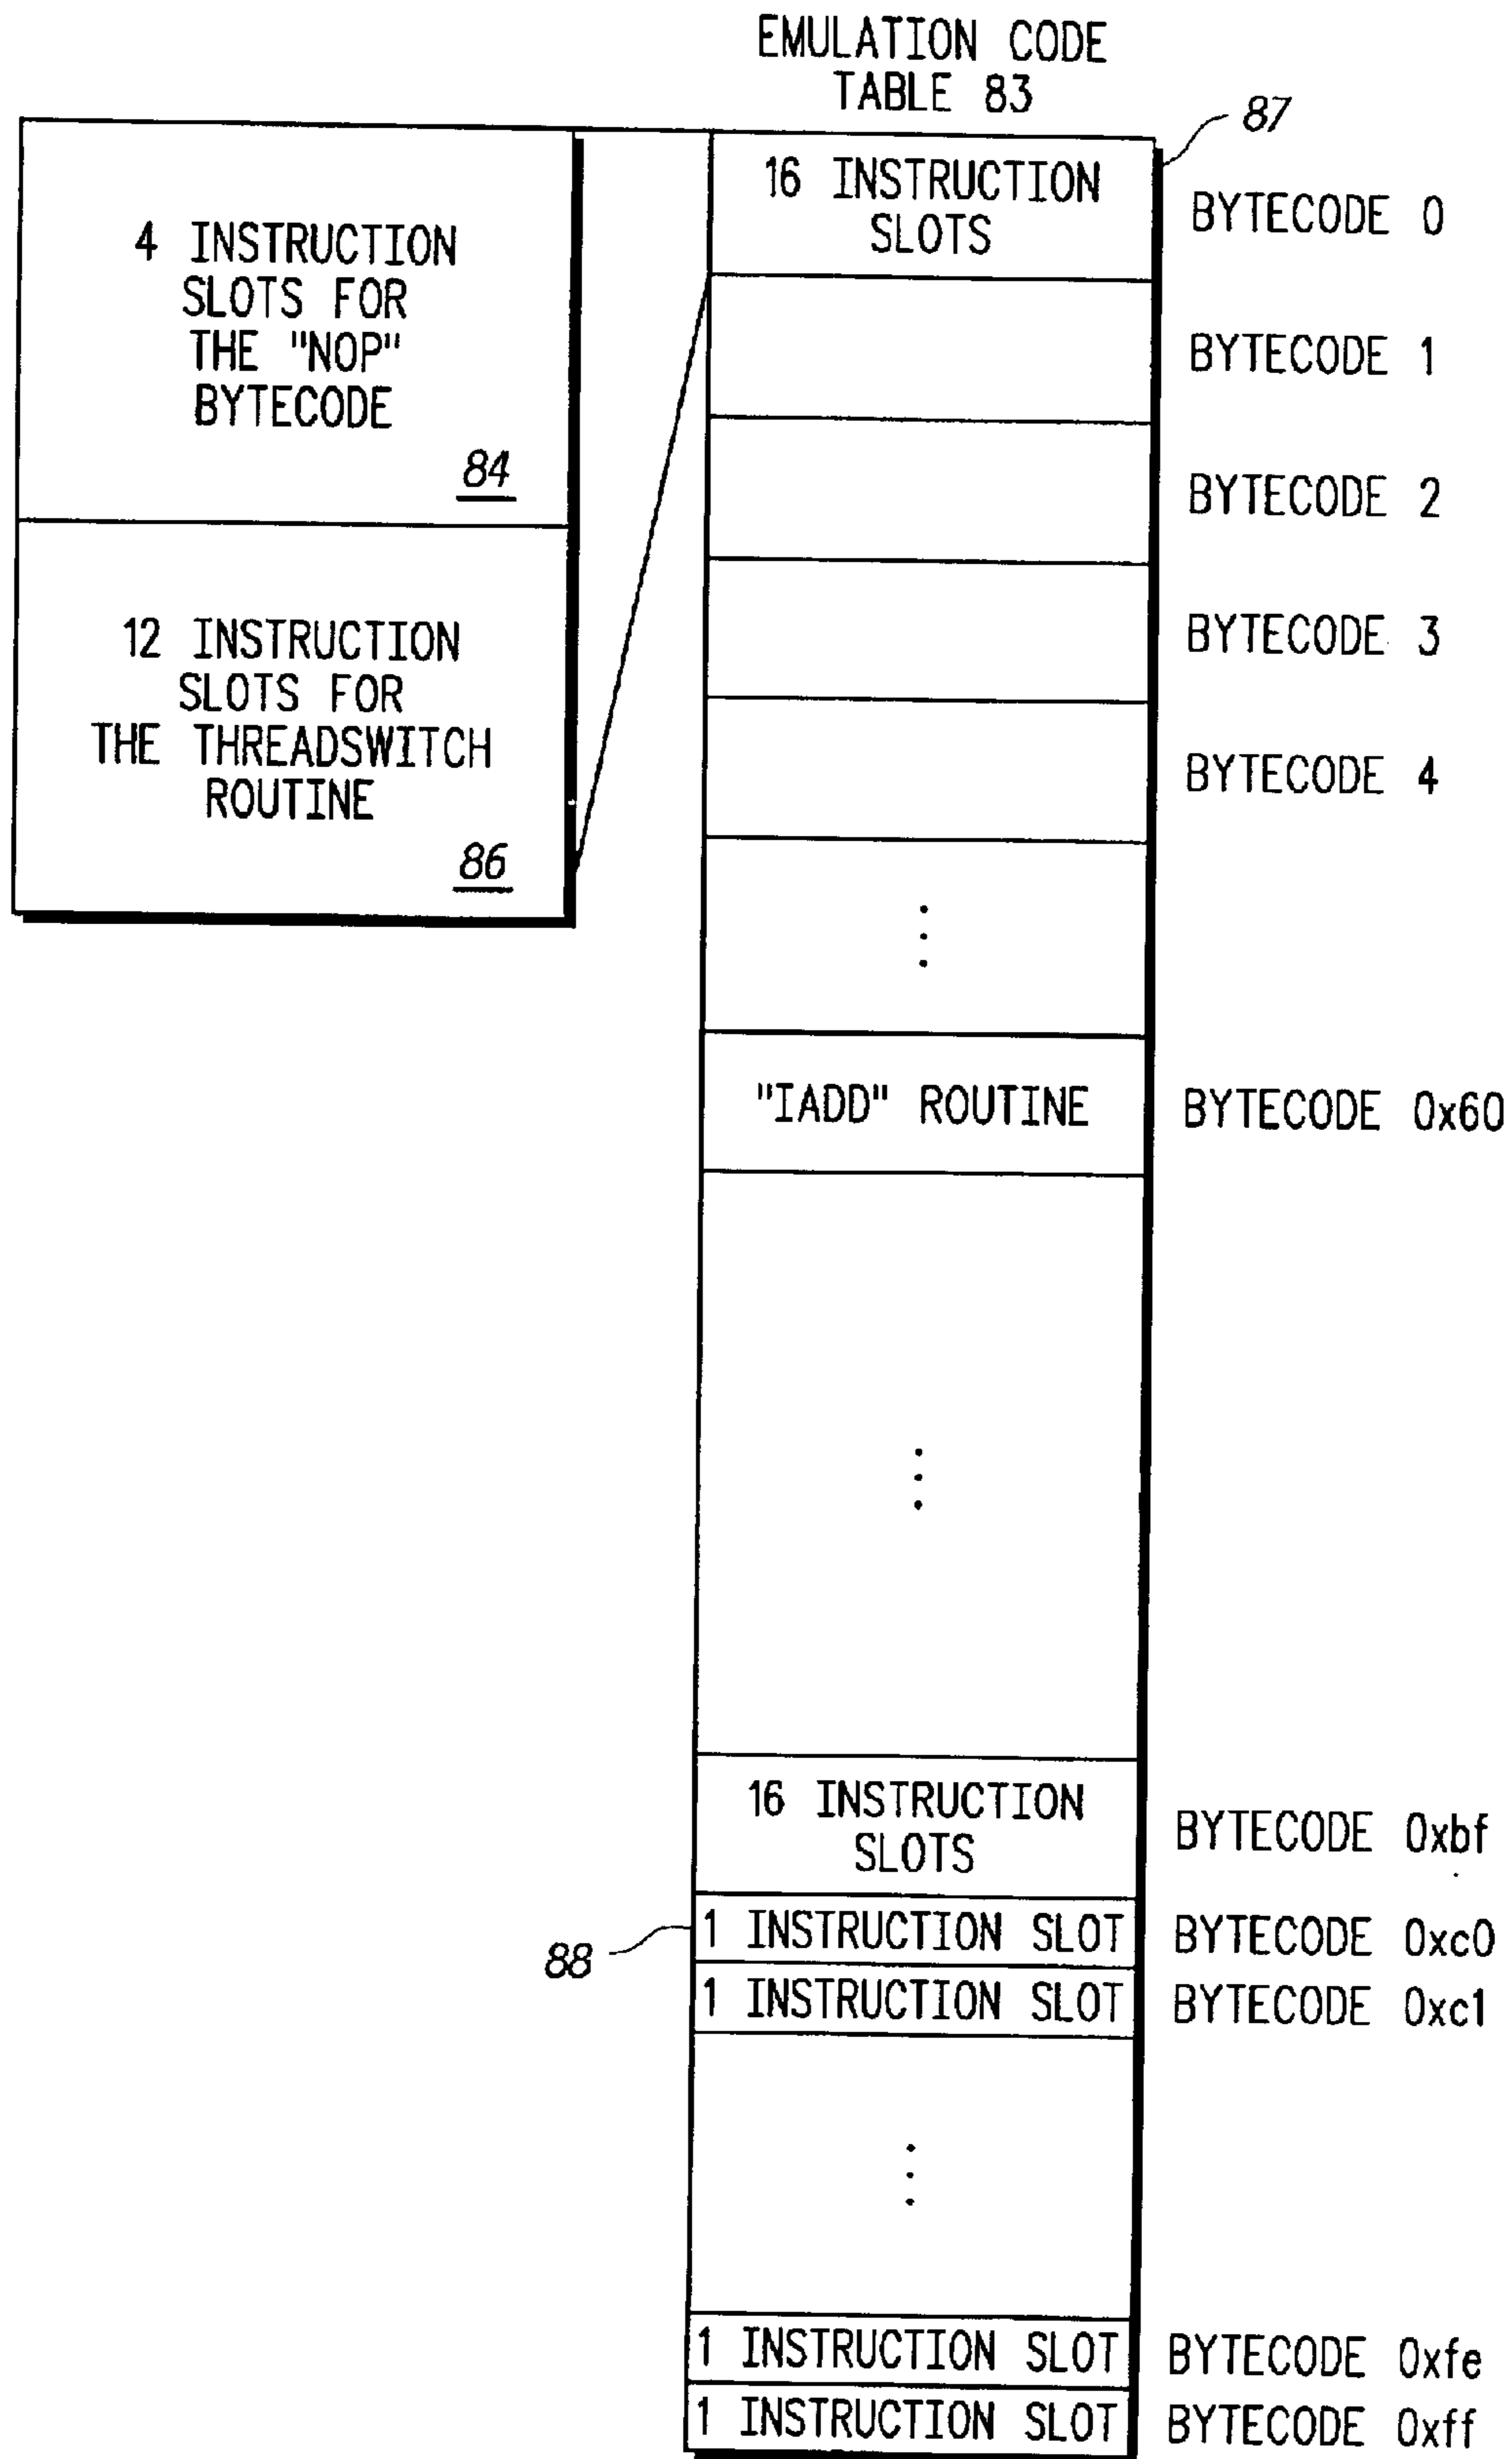 EMULATION CODE
TABLE 83
87
4 INSTRUCTION
SLOTS FOR
THE "NOP"
BYTECODE
84
12 INSTRUCTION
SLOTS FOR
THE THREADSWITCH
ROUTINE
86
16 INSTRUCTION
SLOTS
BYTECODE 0
BYTECODE 1
BYTECODE 2
BYTECODE 3
BYTECODE 4
"IADD" ROUTINE
BYTECODE 0x60
16 INSTRUCTION
SLOTS
BYTECODE 0xbf
88
1 INSTRUCTION SLOT
BYTECODE 0xc0
1 INSTRUCTION SLOT
BYTECODE 0xc1
1 INSTRUCTION SLOT
BYTECODE 0xfe
1 INSTRUCTION SLOT
BYTECODE 0xff